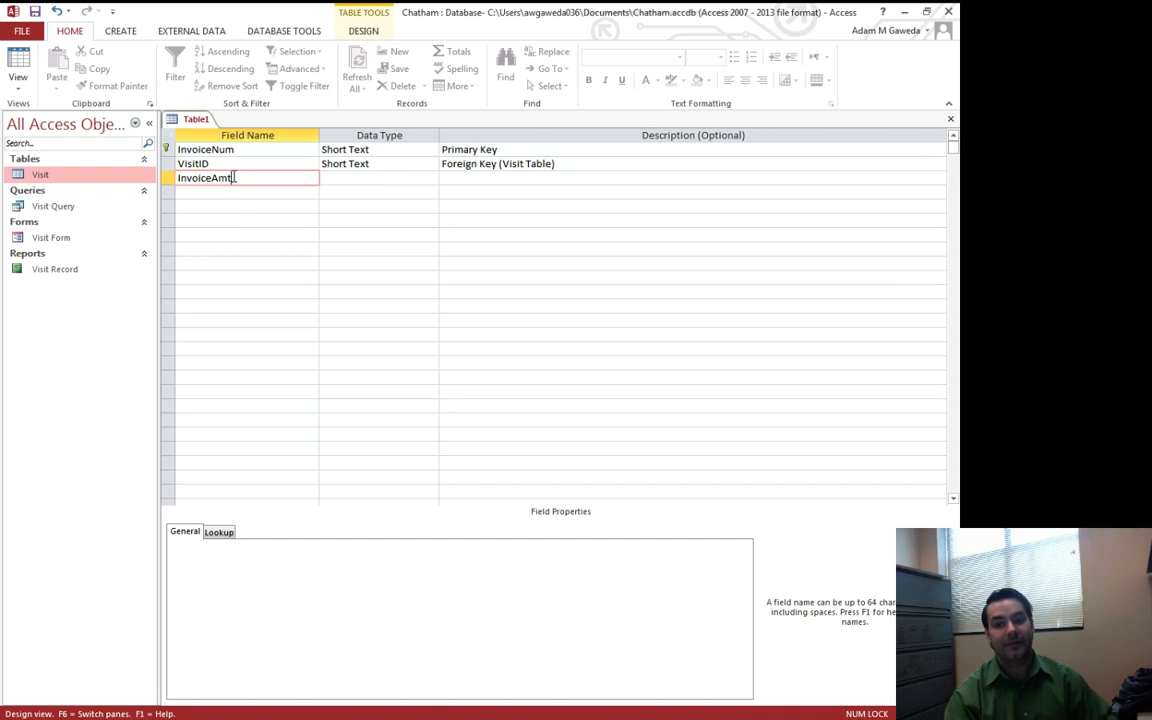 TABLE TOOLS
Chatham : Database- C:\Users\awgaweda036\Documents\Chatham.accdb (Access 2007 - 2013 file format) - Access
FILE HOME CREATE EXTERNAL DATA DATABASE TOOLS DESIGN Adam M Gaweda
View
Views
Paste
Cut
Copy
Format Painter
Clipboard
Filter
Ascending
Descending
Remove Sort
Selection
Advanced
Toggle Filter
Sort & Filter
Refresh
All
New
Save
Delete
Totals
Spelling
More
Records
Find
Replace
Go To
Select
Find
B I U A
Text Formatting
All Access Obje...
Search...
Tables
Visit
Queries
Visit Query
Forms
Visit Form
Reports
Visit Record
Table1
Field Name Data Type Description (Optional)
InvoiceNum Short Text Primary Key
VisitID Short Text Foreign Key (Visit Table)
InvoiceAmt
Field Properties
General Lookup
A field name can be up to 64 char
including spaces. Press F1 for he
names.
Design view. F6 = Switch panes. F1 = Help.
NUM LOCK